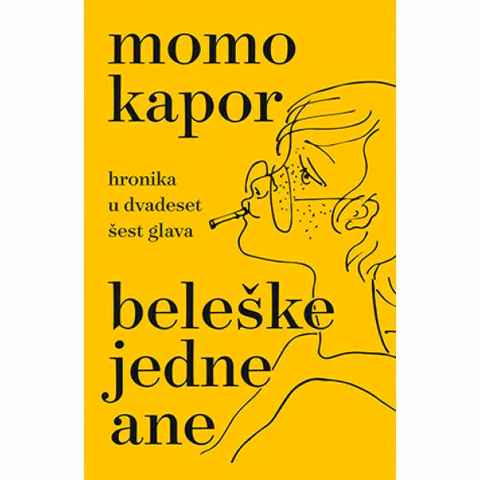 momo
kapor
hronika
u dvadeset
šest glava
beleške
jedne
ane